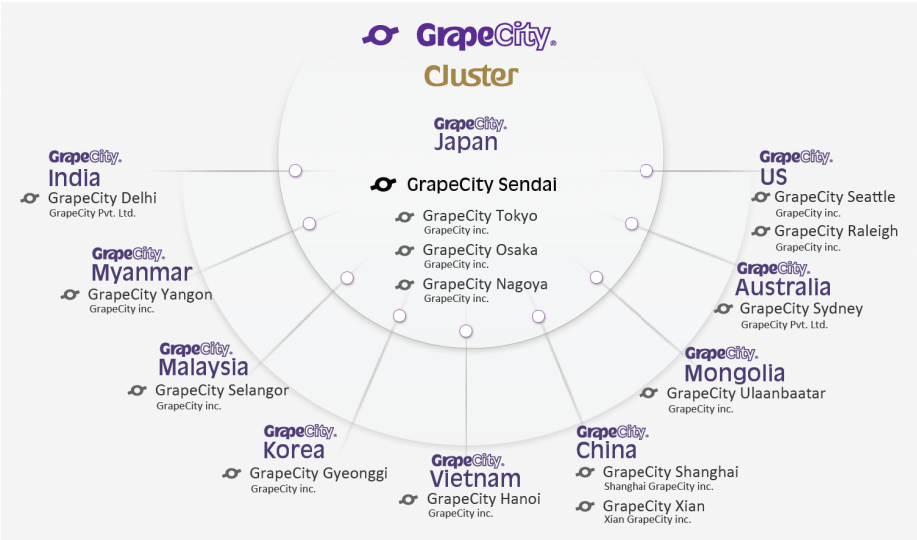 GrapeCity®
Cluster
GrapeCity®
Japan
GrapeCity Sendai
GrapeCity Tokyo
GrapeCity inc.
GrapeCity Osaka
GrapeCity inc.
GrapeCity Nagoya
GrapeCity inc.
GrapeCity®
India
GrapeCity Delhi
GrapeCity Pvt. Ltd.
GrapeCity®
Myanmar
GrapeCity Yangon
GrapeCity inc.
GrapeCity®
Malaysia
GrapeCity Selangor
GrapeCity inc.
GrapeCity®
Korea
GrapeCity Gyeonggi
GrapeCity inc.
GrapeCity®
Vietnam
GrapeCity Hanoi
GrapeCity inc.
GrapeCity®
China
GrapeCity Shanghai
Shanghai GrapeCity inc.
GrapeCity Xian
Xian GrapeCity inc.
GrapeCity®
Mongolia
GrapeCity Ulaanbaatar
GrapeCity inc.
GrapeCity®
Australia
GrapeCity Sydney
GrapeCity Pvt. Ltd.
GrapeCity®
US
GrapeCity Seattle
GrapeCity inc.
GrapeCity Raleigh
GrapeCity inc.